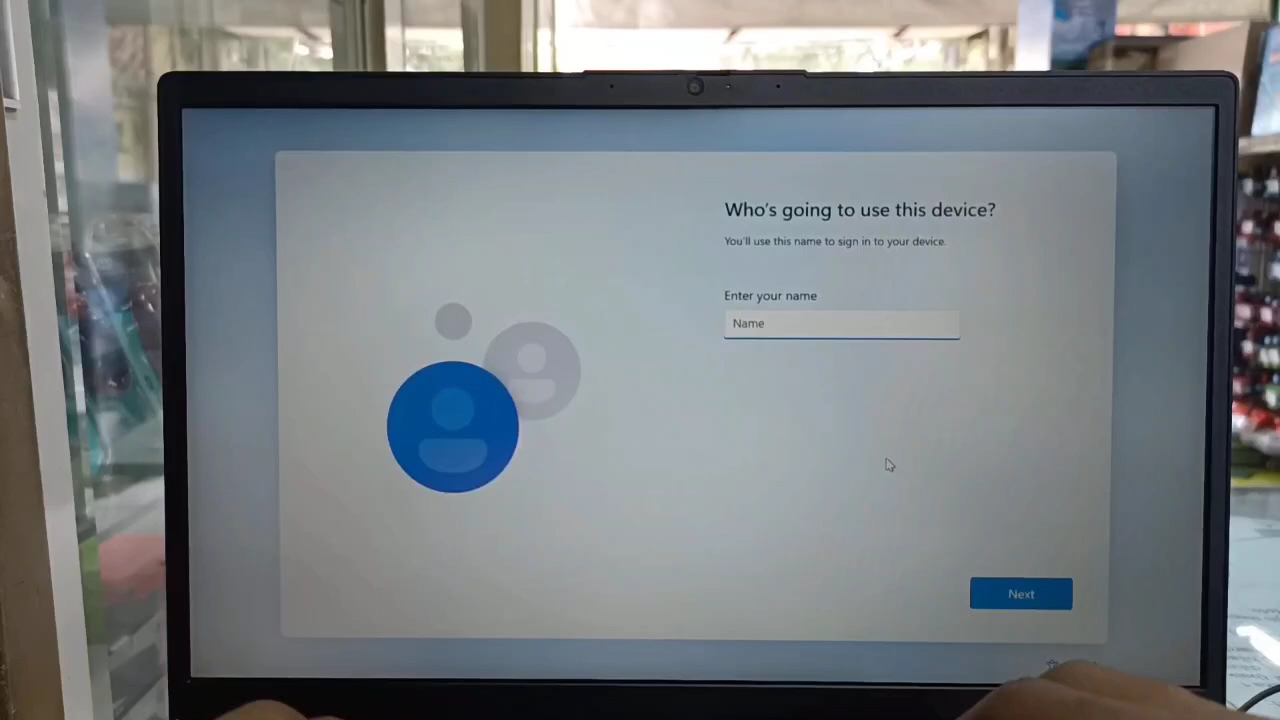 Who's going to use this device?
You'll use this name to sign in to your device.
Enter your name
Name
Next